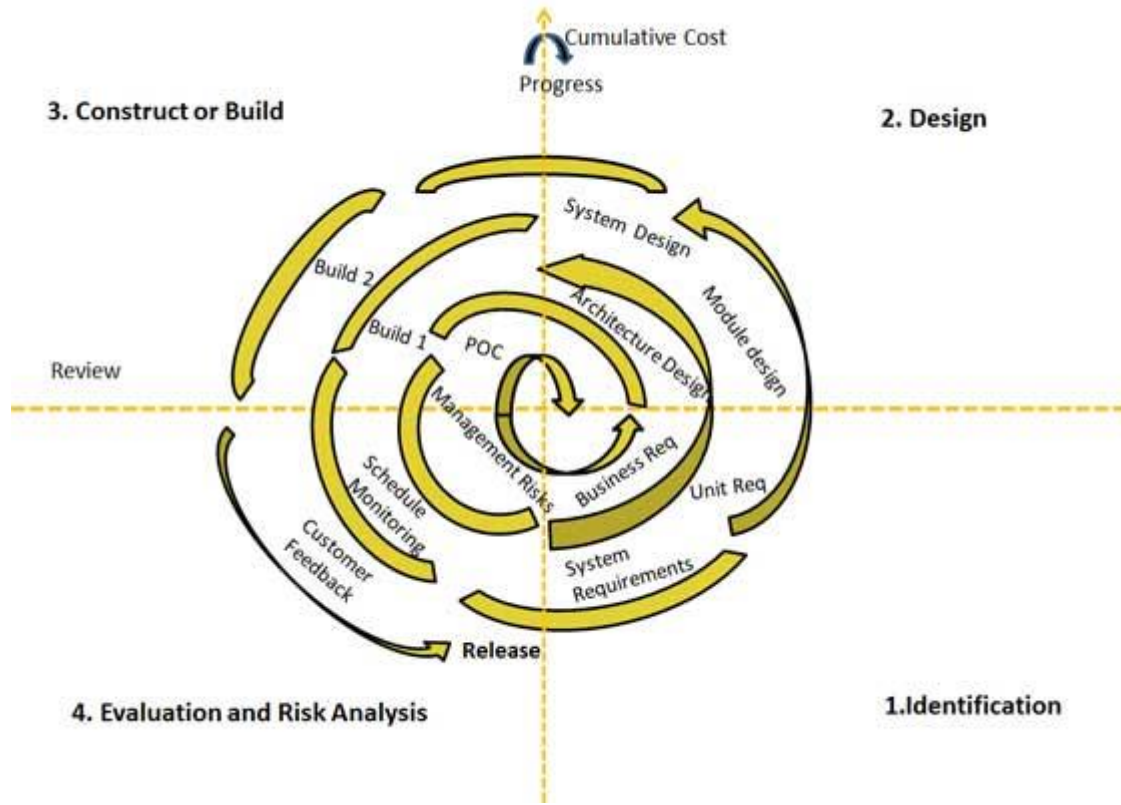 Cumulative Cost
Progress
3. Construct or Build
2. Design
System Design
Module design
Architecture Design
Build 2
Build 1
POC
Review
Management Risks
Business Req
Unit Req
Schedule
Monitoring
System
Requirements
Customer
Feedback
Release
4. Evaluation and Risk Analysis
1.Identification